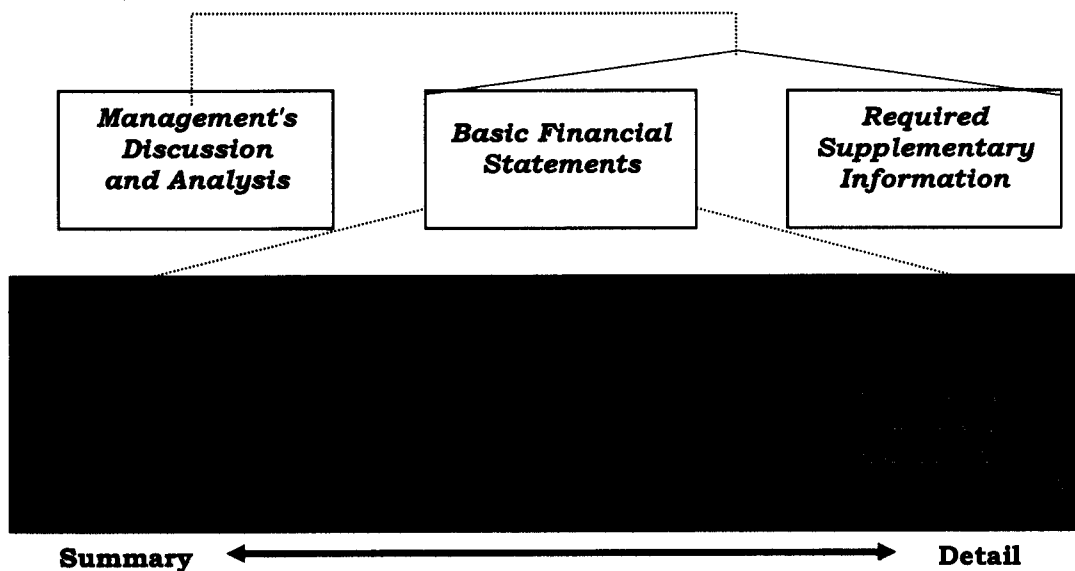 Management's
Discussion
and Analysis
Basic Financial
Statements
Required
Supplementary
Information
Summary
Detail